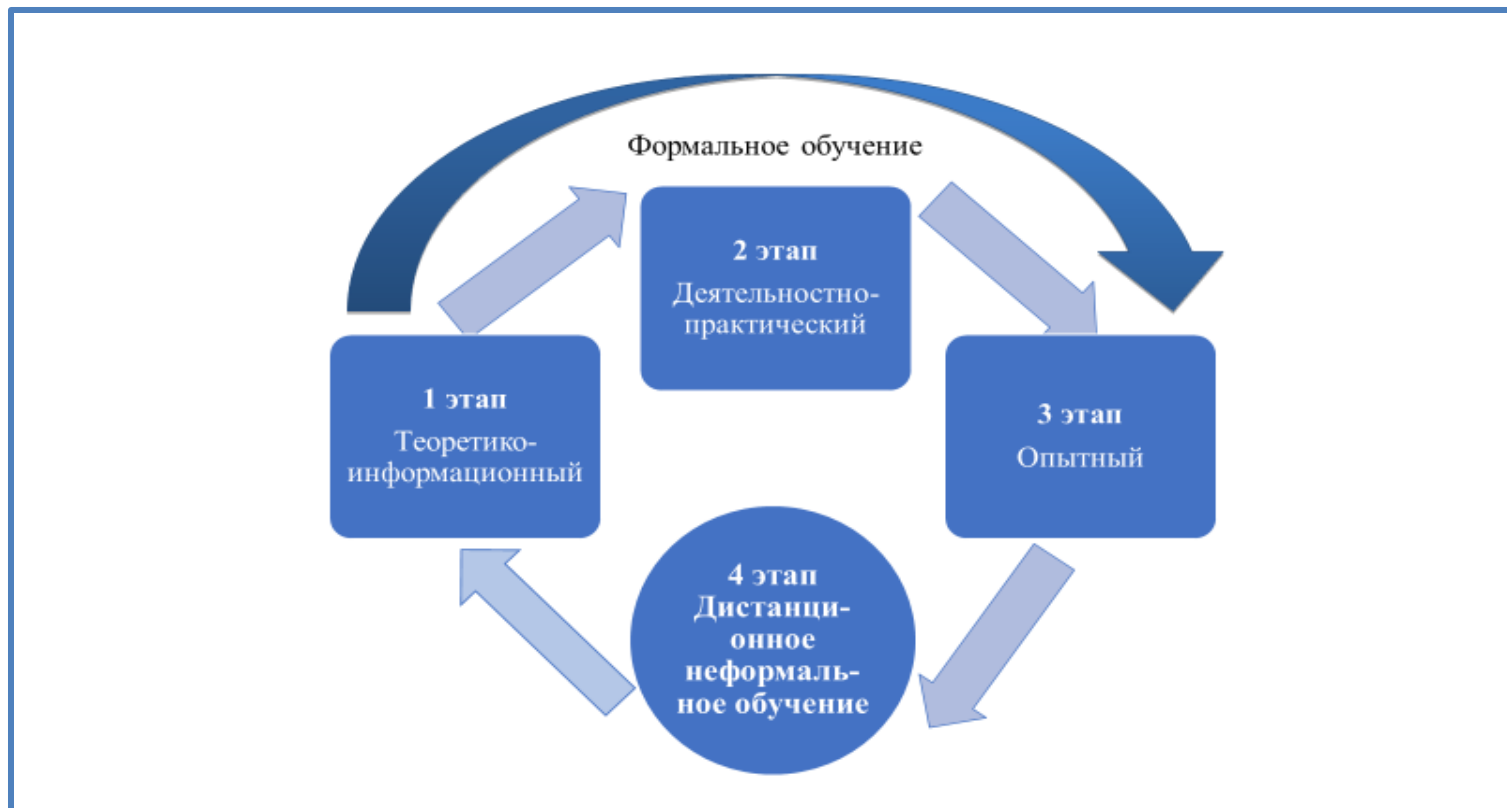 Формальное обучение
2 этап
Деятельностно-
практический
1 этап
Теоретико-
информационный
3 этап
Опытный
4 этап
Дистанци-
онное
неформаль-
ное обучение